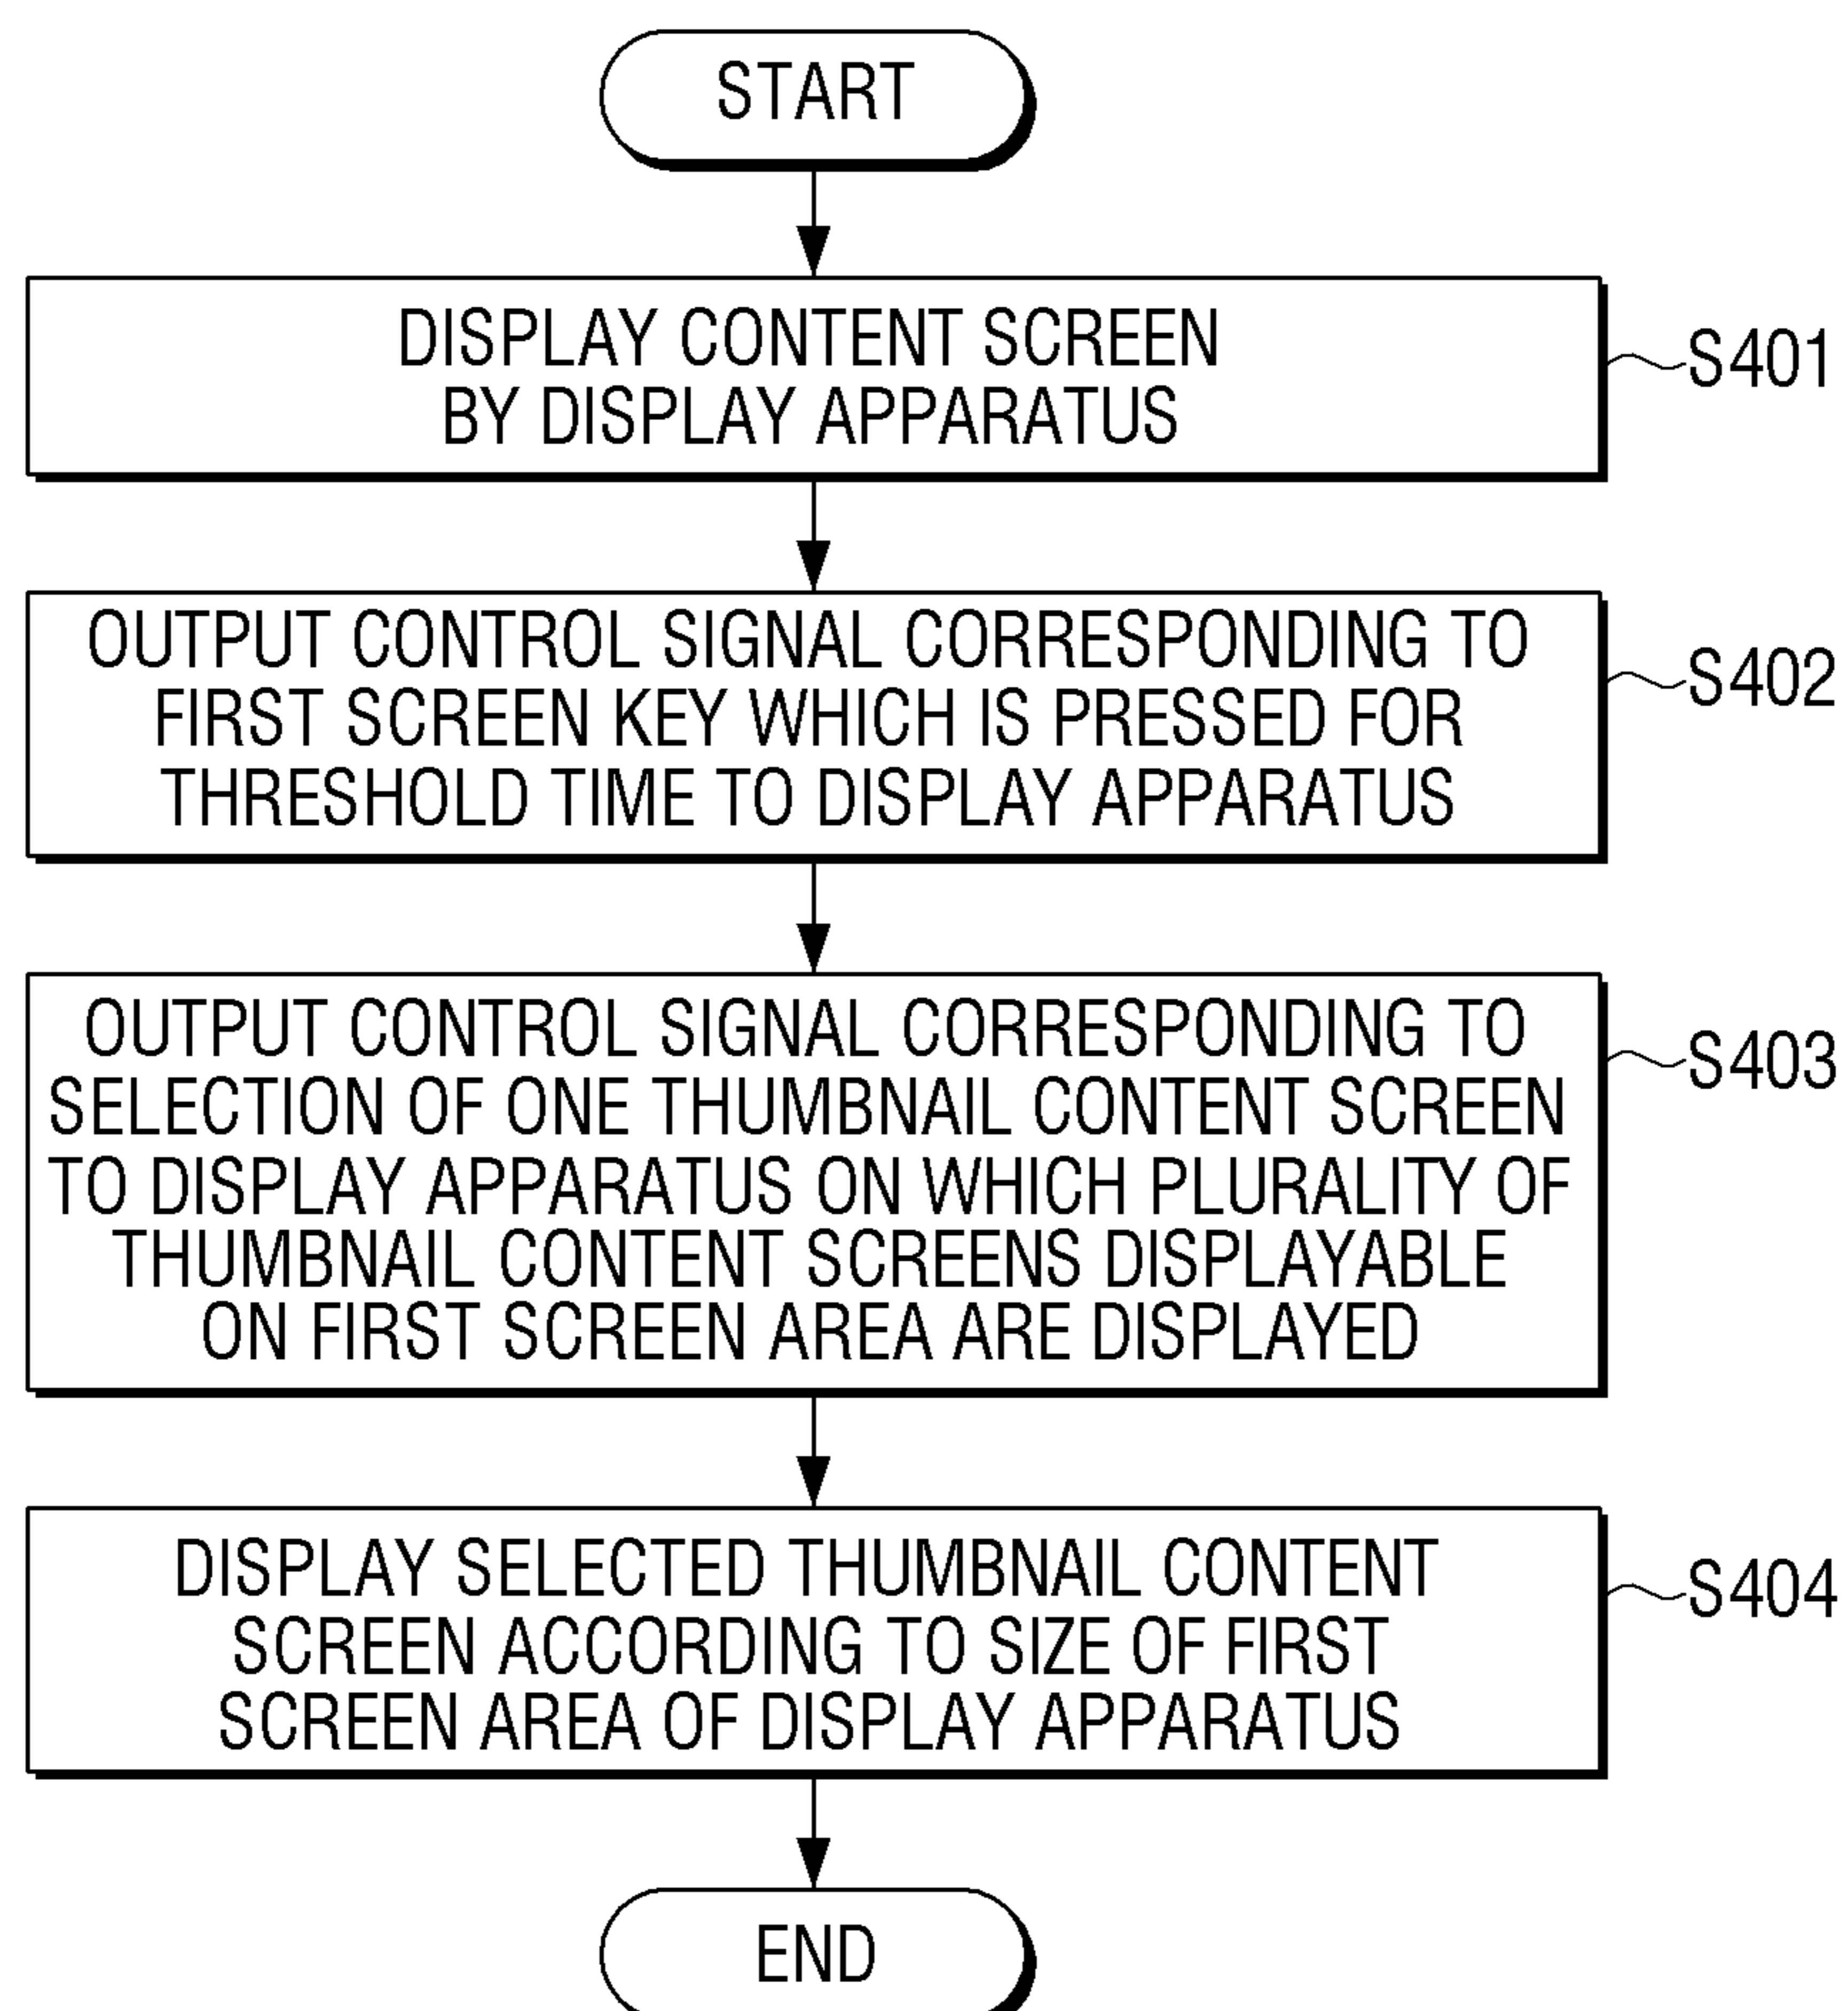 START
DISPLAY CONTENT SCREEN
BY DISPLAY APPARATUS
S401
OUTPUT CONTROL SIGNAL CORRESPONDING TO
FIRST SCREEN KEY WHICH IS PRESSED FOR
THRESHOLD TIME TO DISPLAY APPARATUS
S402
OUTPUT CONTROL SIGNAL CORRESPONDING TO
SELECTION OF ONE THUMBNAIL CONTENT SCREEN
TO DISPLAY APPARATUS ON WHICH PLURALITY OF
THUMBNAIL CONTENT SCREENS DISPLAYABLE
ON FIRST SCREEN AREA ARE DISPLAYED
S403
DISPLAY SELECTED THUMBNAIL CONTENT
SCREEN ACCORDING TO SIZE OF FIRST
SCREEN AREA OF DISPLAY APPARATUS
S404
END